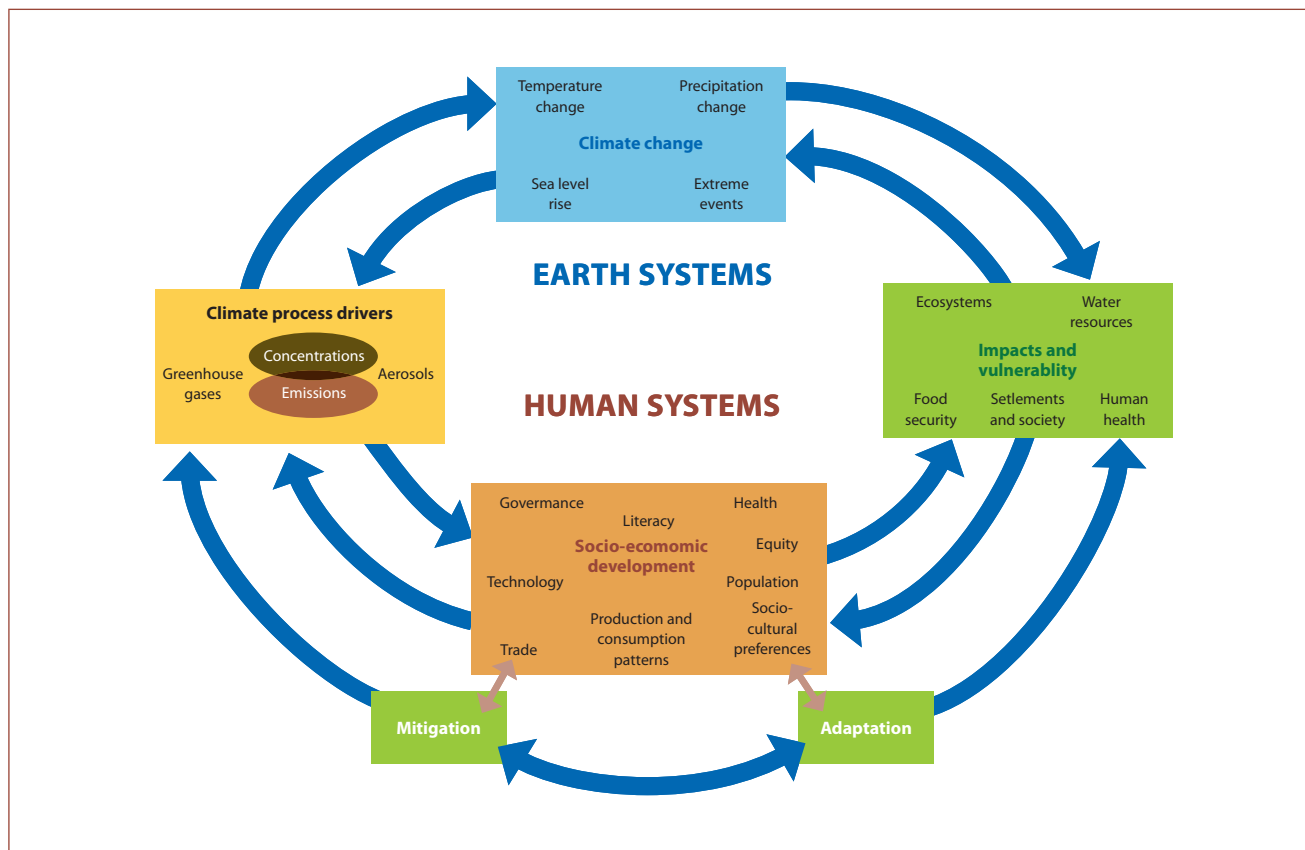 Temperature
change
Precipitation
change
Climate change
Sea level
rise
Extreme
events
EARTH SYSTEMS
Climate process drivers
Concentrations
Greenhouse
gases
Aerosols
Emissions
Ecosystems
Water
resources
Impacts and
vulnerablity
Food
security
Setlements
and society
Human
health
HUMAN SYSTEMS
Govermance
Health
Literacy
Socio-ecomomic
development
Equity
Technology
Population
Production and
consumption
patterns
Socio-
cultural
preferences
Trade
Mitigation
Adaptation